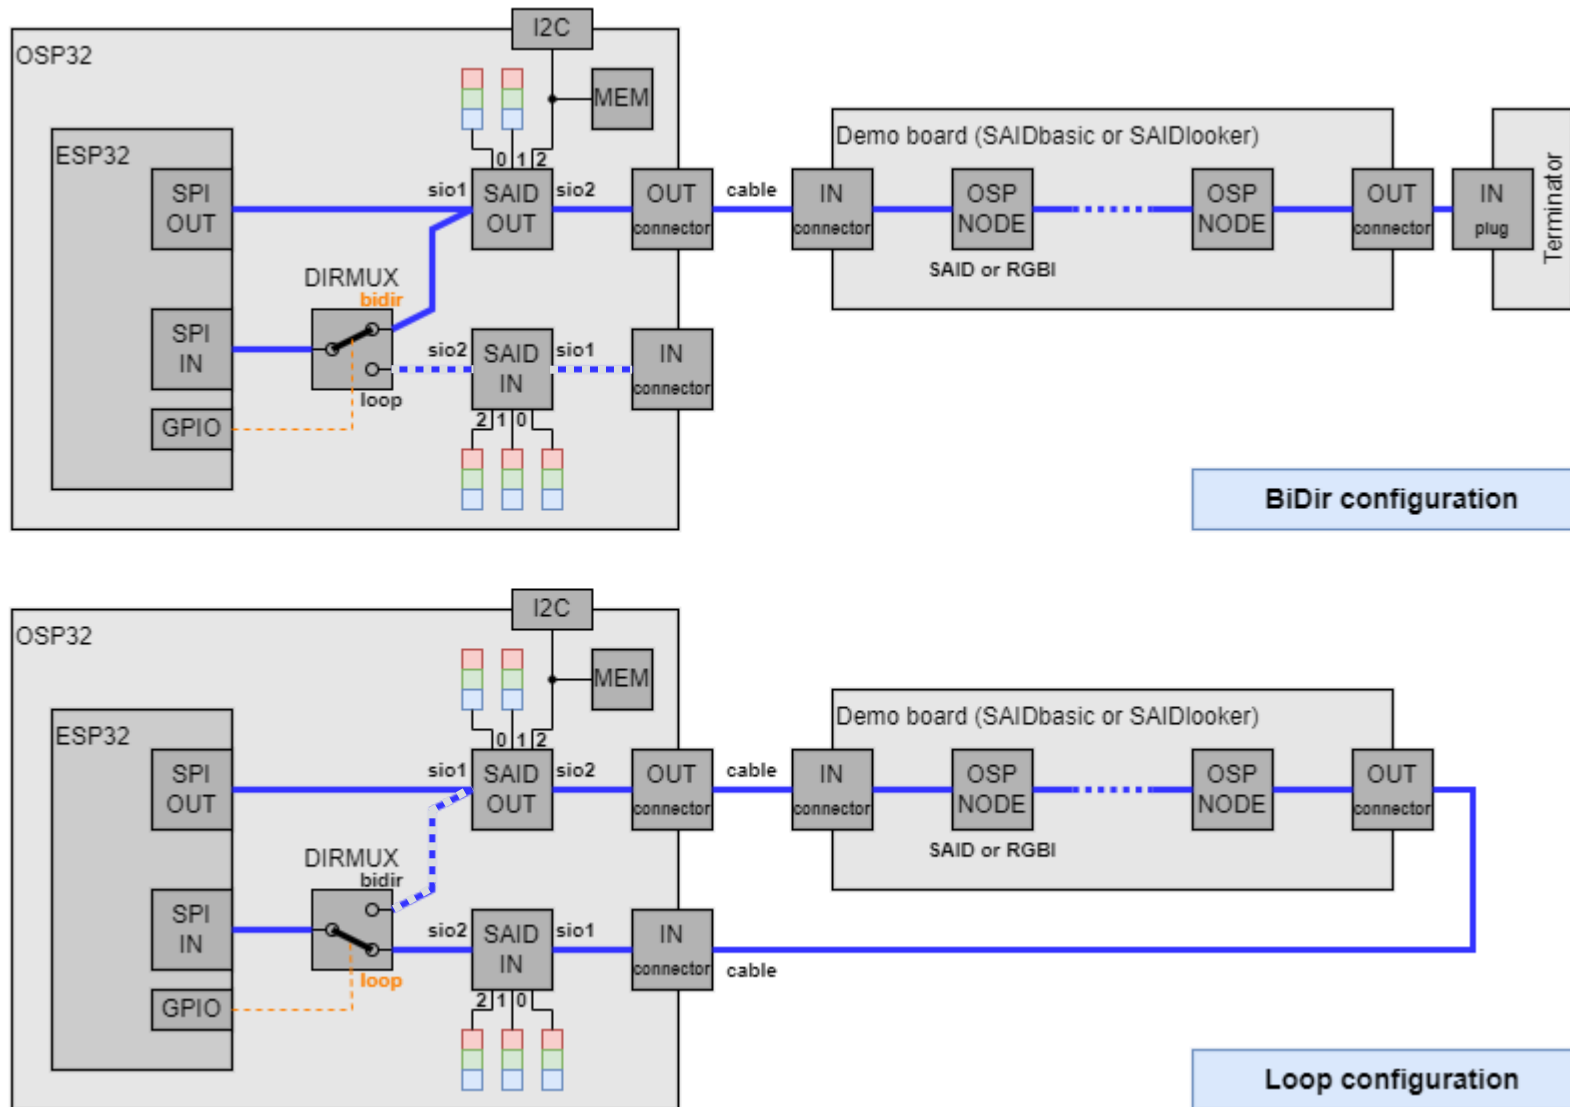 I2C
OSP32
MEM
ESP32
0 1 2
SPI
OUT
sio1
SAID
OUT
sio2
OUT
connector
cable
Demo board (SAIDbasic or SAIDlooker)
IN
connector
OSP
NODE
SAID or RGBI
OSP
NODE
OUT
connector
IN
plug
Terminator
DIRMUX
bidir
SPI
IN
loop
sio2
SAID
IN
sio1
IN
connector
GPIO
2 1 0
BiDir configuration
I2C
OSP32
MEM
ESP32
0 1 2
SPI
OUT
sio1
SAID
OUT
sio2
OUT
connector
cable
Demo board (SAIDbasic or SAIDlooker)
IN
connector
OSP
NODE
SAID or RGBI
OSP
NODE
OUT
connector
DIRMUX
bidir
SPI
IN
loop
sio2
SAID
IN
sio1
IN
connector
cable
GPIO
2 1 0
Loop configuration